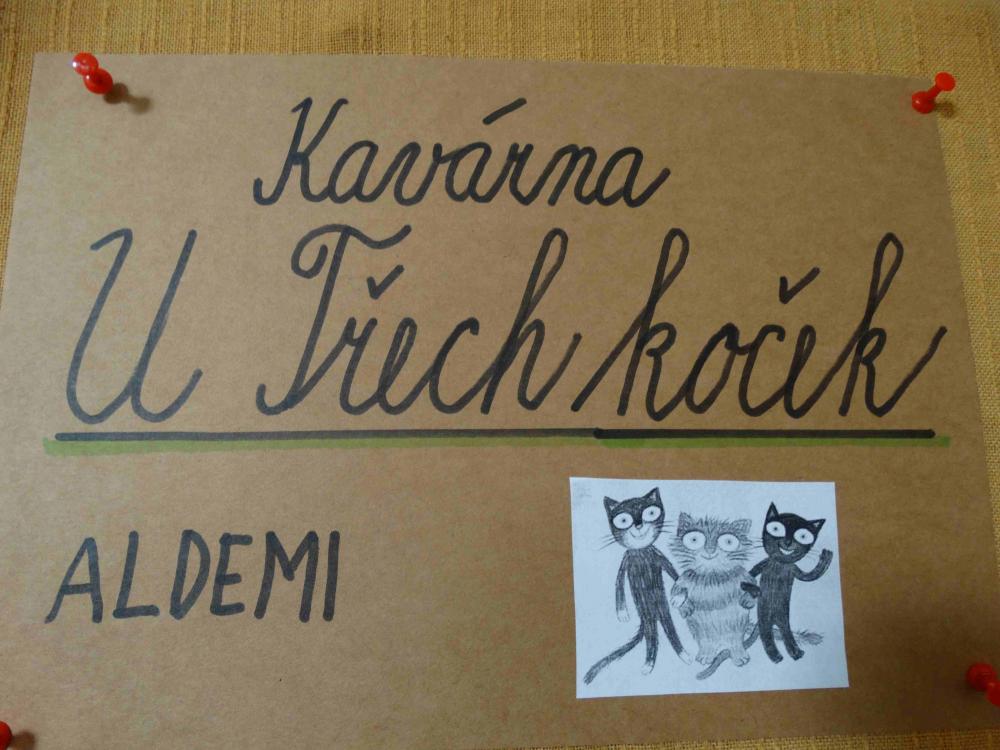 Kavárna
U Třech koček
ALDEMI